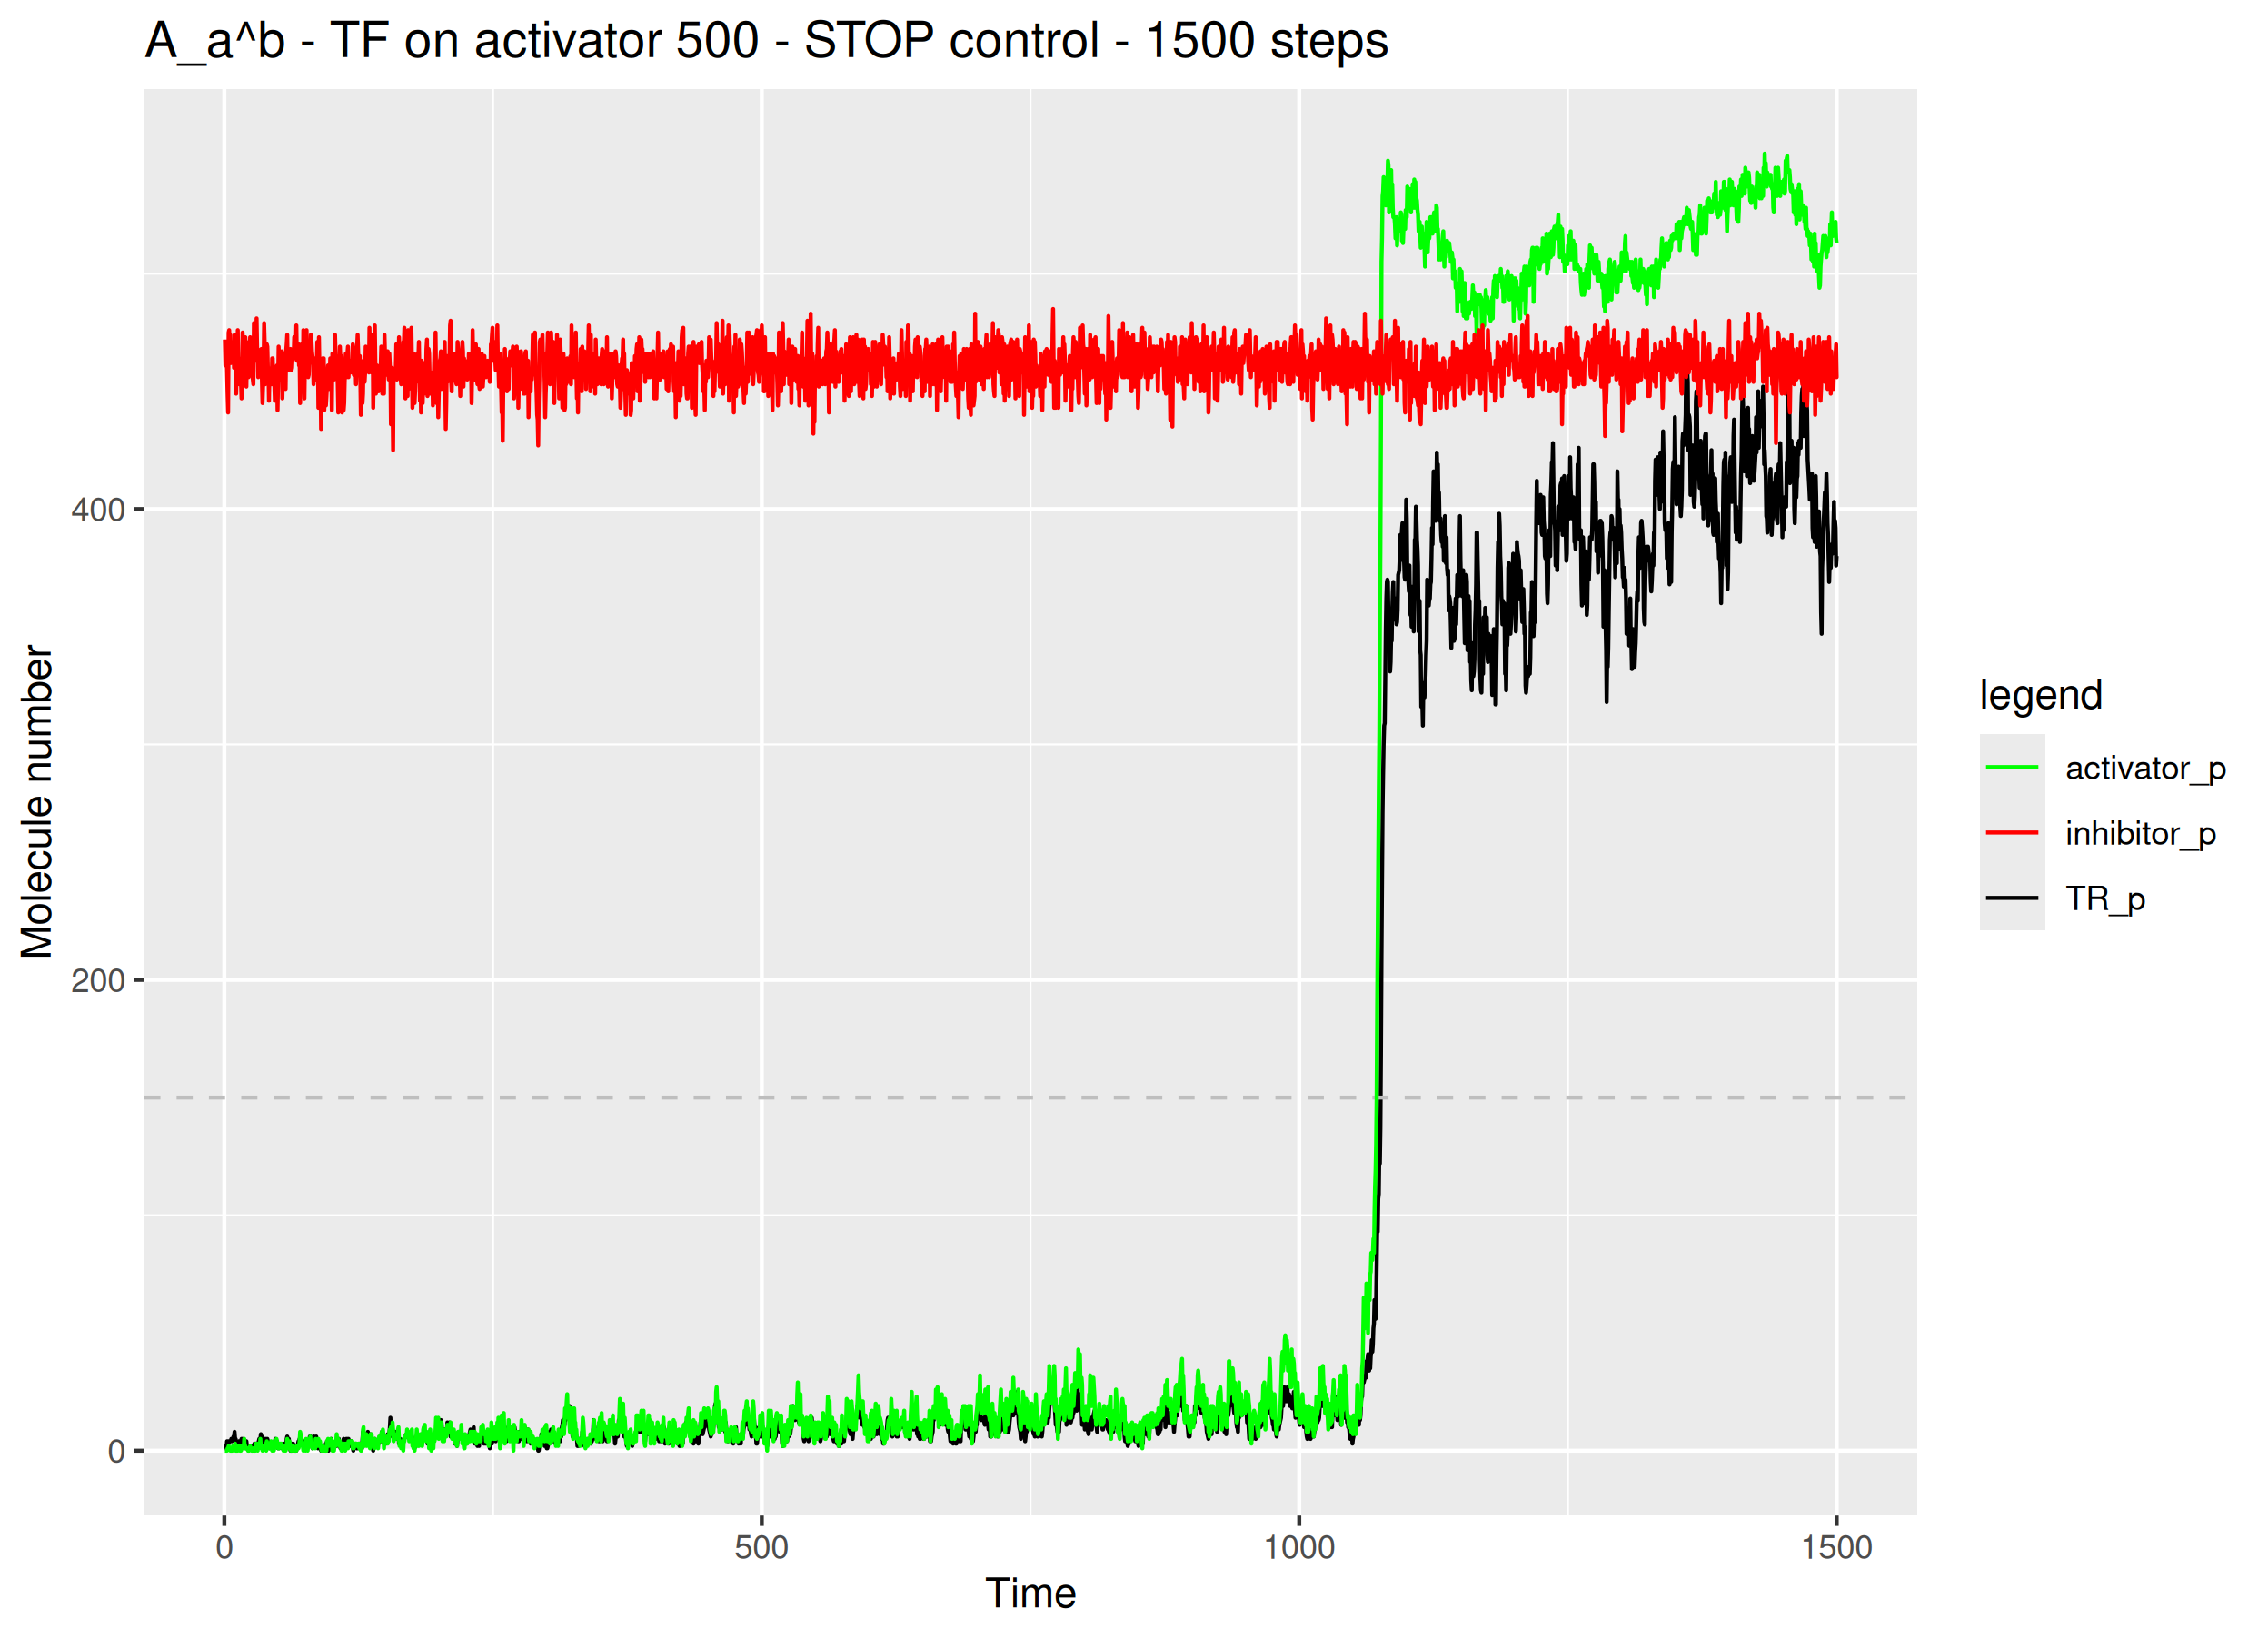 A_a^b - TF on activator 500 - STOP control - 1500 steps
Molecule number
400
200
0
0 500 1000 1500
Time
legend
activator_p
inhibitor_p
TR_p